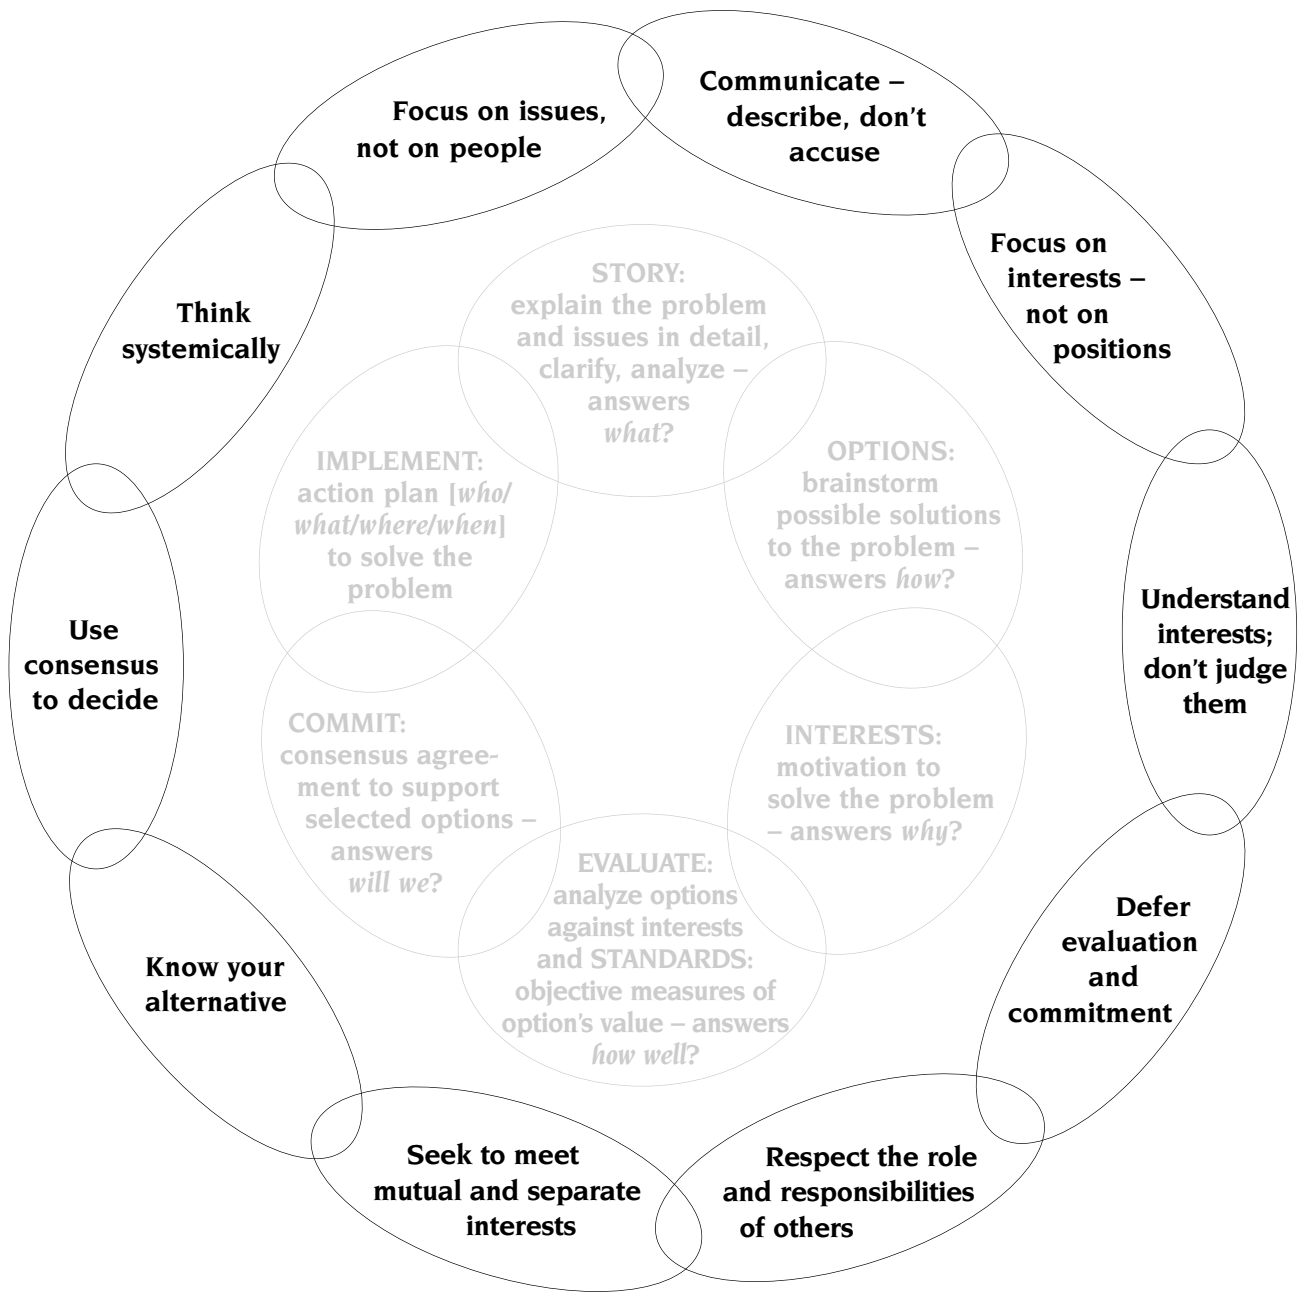 Focus on issues,
not on people
Communicate –
describe, don't
accuse
Focus on
interests –
not on
positions
Understand
interests;
don't judge
them
Defer
evaluation
and
commitment
Respect the role
and responsibilities
of others
Seek to meet
mutual and separate
interests
Know your
alternative
Use
consensus
to decide
Think
systemically
STORY:
explain the problem
and issues in detail,
clarify, analyze –
answers
what?
OPTIONS:
brainstorm
possible solutions
to the problem –
answers how?
INTERESTS:
motivation to
solve the problem
– answers why?
EVALUATE:
analyze options
against interests
and STANDARDS:
objective measures of
option's value – answers
how well?
COMMIT:
consensus agree-
ment to support
selected options –
answers
will we?
IMPLEMENT:
action plan [who/
what/where/when]
to solve the
problem